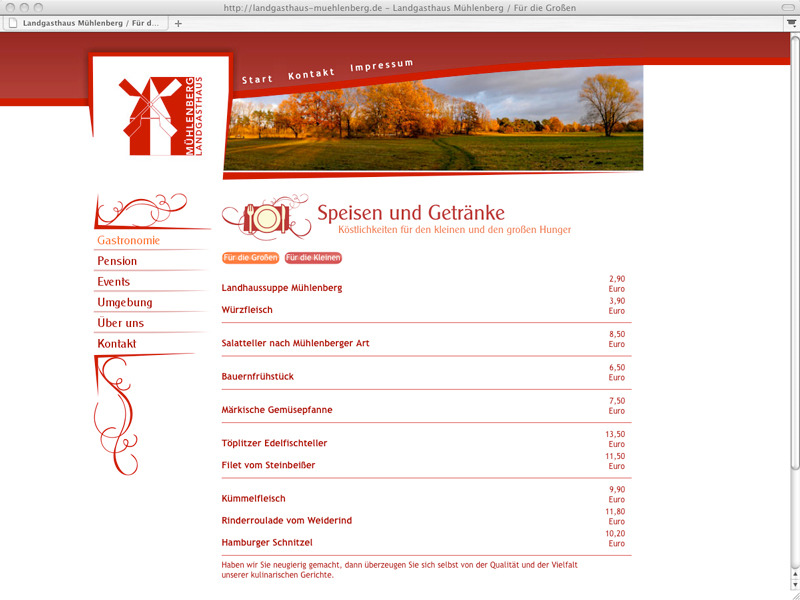 http://landgasthaus-muehlenberg.de – Landgasthaus Mühlenberg / Für die Großen
Landgasthaus Mühlenberg / Für d...
Start Kontakt Impressum
MÜHLENBERG
LANDGASTHAUS
Gastronomie
Pension
Events
Umgebung
Über uns
Kontakt
Speisen und Getränke
Köstlichkeiten für den kleinen und den großen Hunger
Für die Großen Für die Kleinen
Landhaussuppe Mühlenberg 2,90 Euro
Würzfleisch 3,90 Euro
Salatteller nach Mühlenberger Art 8,50 Euro
Bauernfrühstück 6,50 Euro
Märkische Gemüsepfanne 7,50 Euro
Töplitzer Edelfischteller 13,50 Euro
Filet vom Steinbeißer 11,50 Euro
Kümmelfleisch 9,90 Euro
Rinderroulade vom Weiderind 11,80 Euro
Hamburger Schnitzel 10,20 Euro
Haben wir Sie neugierig gemacht, dann überzeugen Sie sich selbst von der Qualität und der Vielfalt
unserer kulinarischen Gerichte.